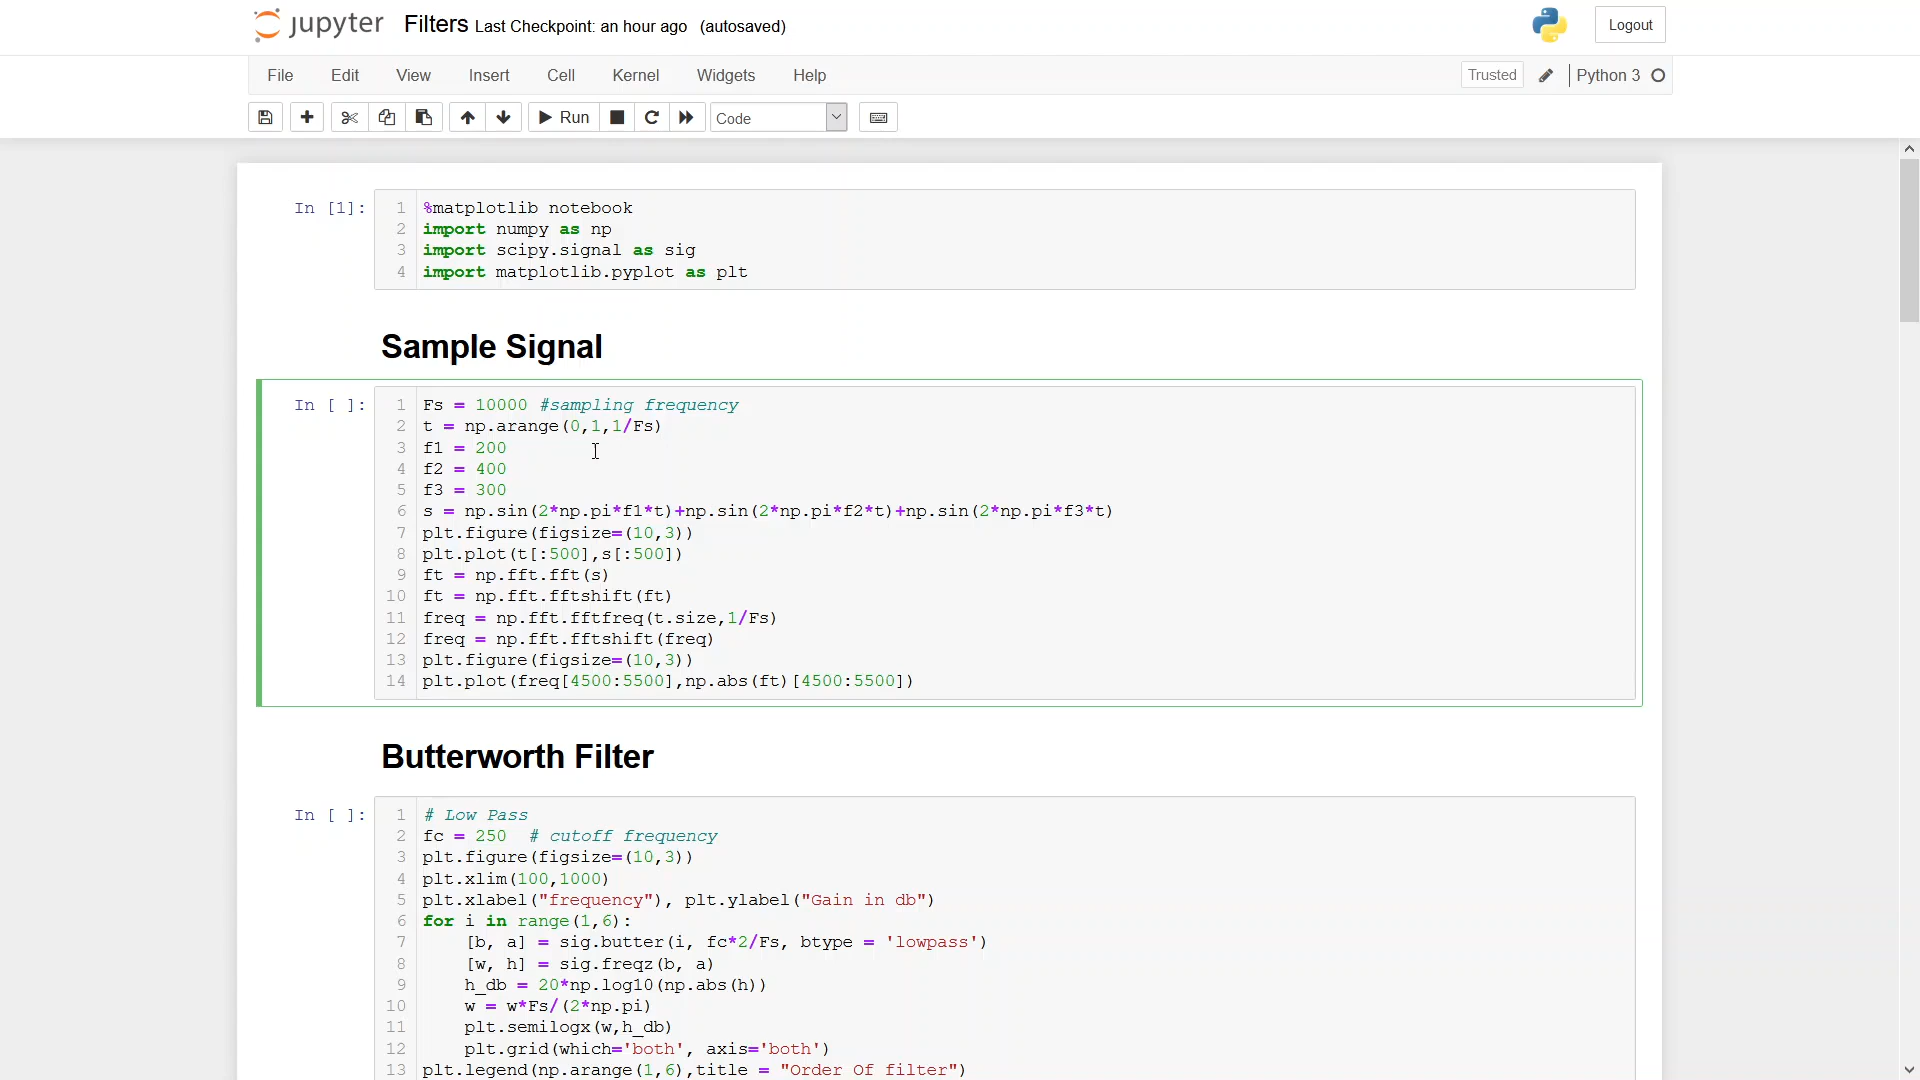 jupyter Filters Last Checkpoint: an hour ago (autosaved) Logout
File Edit View Insert Cell Kernel Widgets Help Trusted Python 3
Run Code
In [1]: 1 %matplotlib notebook
2 import numpy as np
3 import scipy.signal as sig
4 import matplotlib.pyplot as plt
Sample Signal
In [ ]: 1 Fs = 10000 #sampling frequency
2 t = np.arange(0,1,1/Fs)
3 f1 = 200
4 f2 = 400
5 f3 = 300
6 s = np.sin(2*np.pi*f1*t)+np.sin(2*np.pi*f2*t)+np.sin(2*np.pi*f3*t)
7 plt.figure(figsize=(10,3))
8 plt.plot(t[:500],s[:500])
9 ft = np.fft.fft(s)
10 ft = np.fft.fftshift(ft)
11 freq = np.fft.fftfreq(t.size,1/Fs)
12 freq = np.fft.fftshift(freq)
13 plt.figure(figsize=(10,3))
14 plt.plot(freq[4500:5500],np.abs(ft)[4500:5500])
Butterworth Filter
In [ ]: 1 # Low Pass
2 fc = 250 # cutoff frequency
3 plt.figure(figsize=(10,3))
4 plt.xlim(100,1000)
5 plt.xlabel("frequency"), plt.ylabel("Gain in db")
6 for i in range(1,6):
7 [b, a] = sig.butter(i, fc*2/Fs, btype = 'lowpass')
8 [w, h] = sig.freqz(b, a)
9 h_db = 20*np.log10(np.abs(h))
10 w = w*Fs/(2*np.pi)
11 plt.semilogx(w,h_db)
12 plt.grid(which='both', axis='both')
13 plt.legend(np.arange(1,6),title = "Order Of filter")